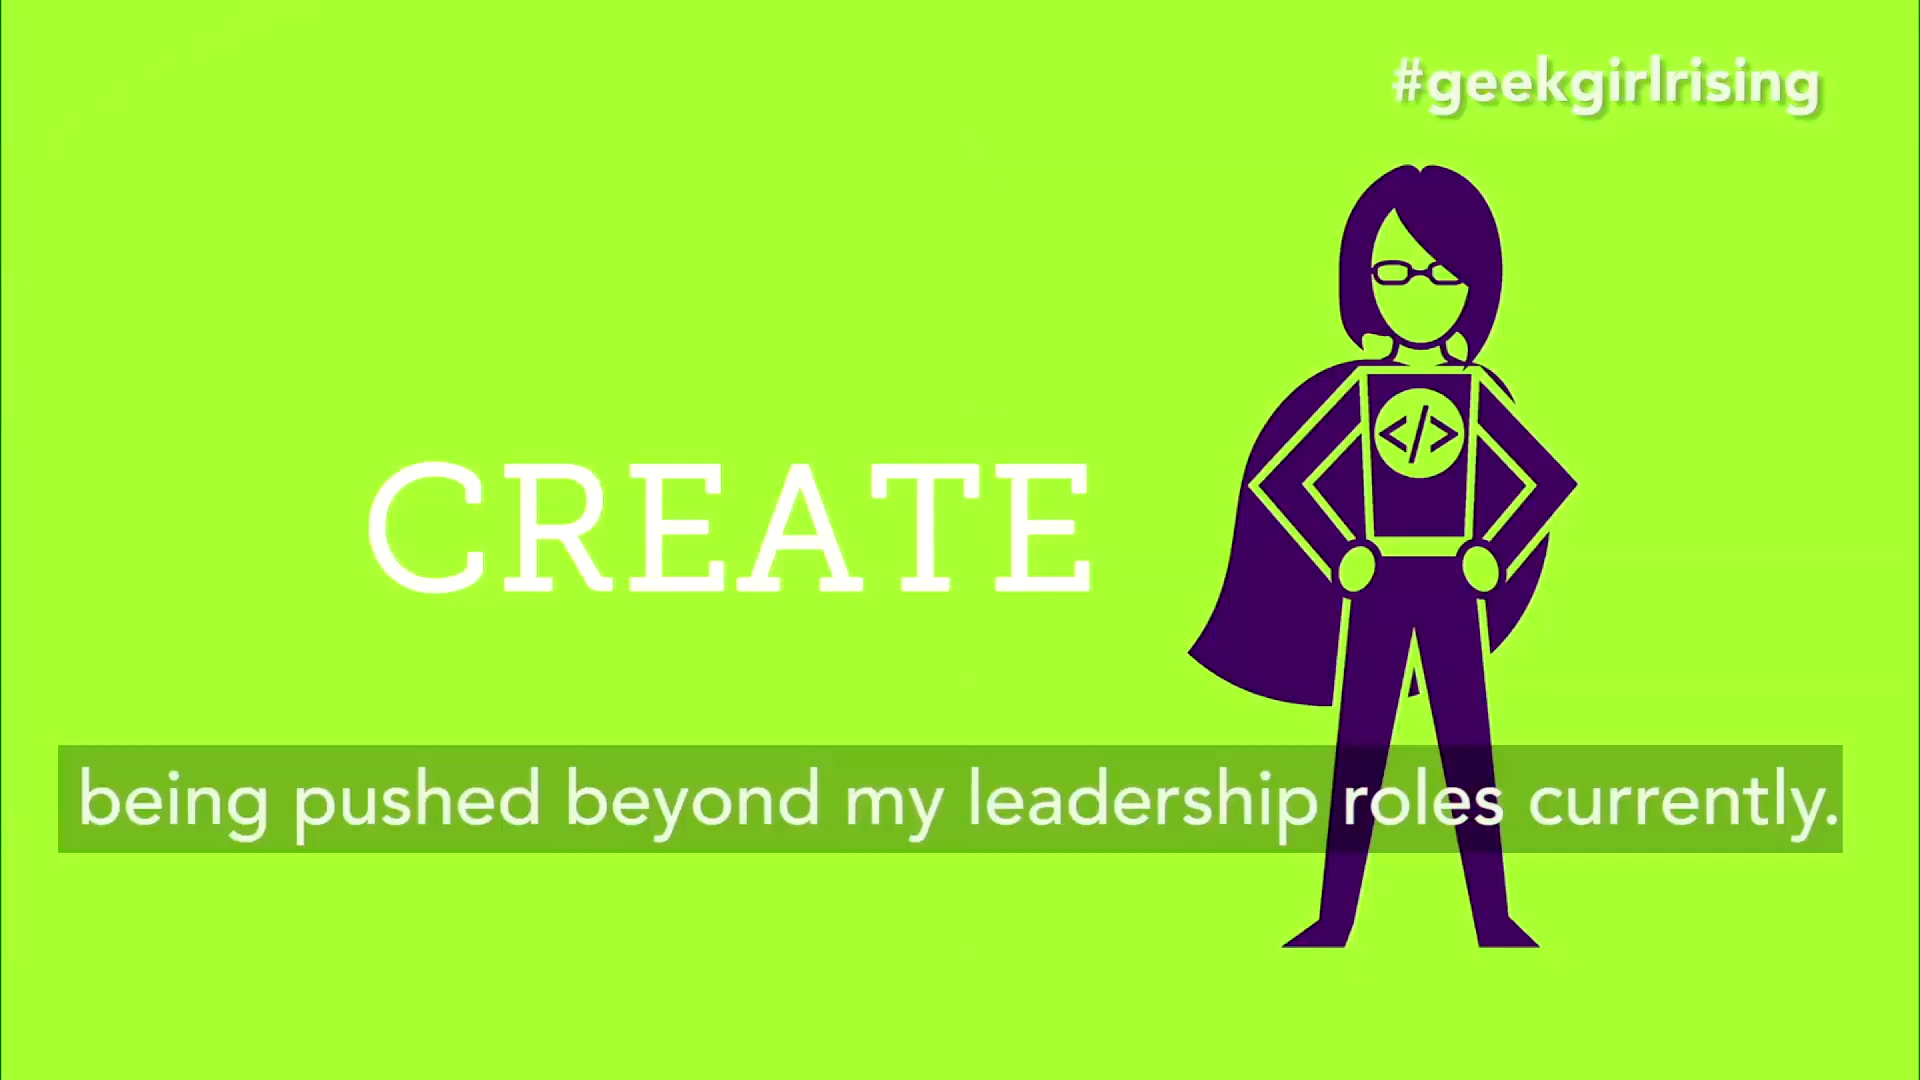 #geekgirlrising
</>
CREATE
being pushed beyond my leadership roles currently.